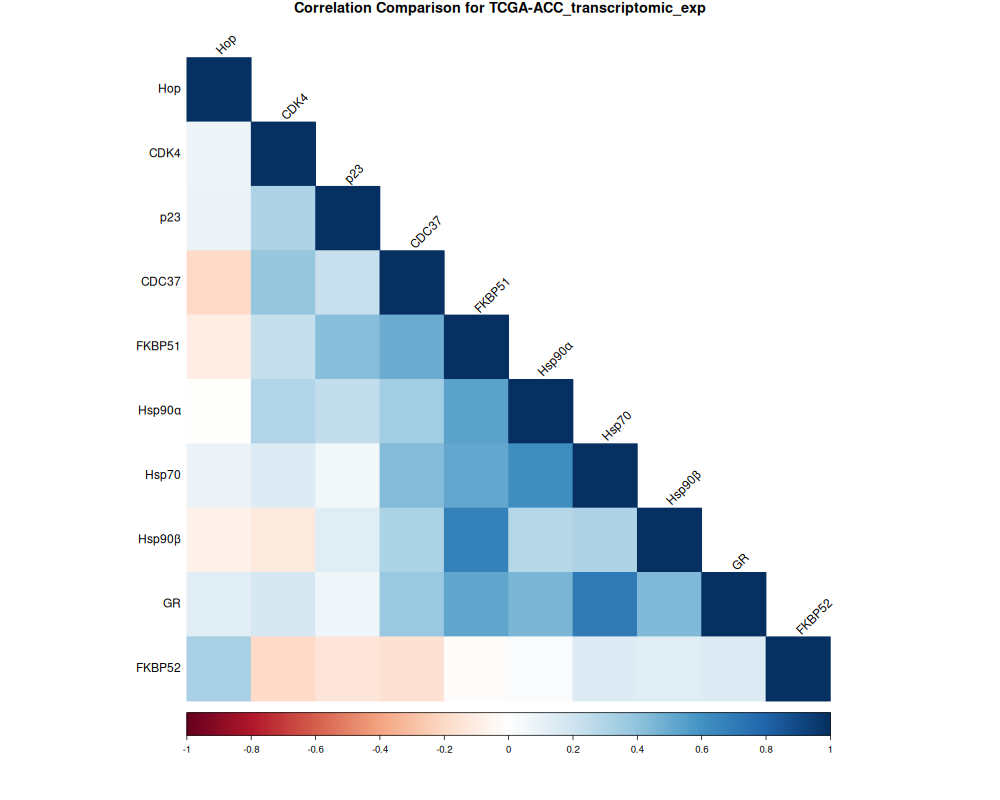 Correlation Comparison for TCGA-ACC_transcriptomic_exp
Hop
Hop
CDK4
CDK4
p23
p23
CDC37
CDC37
FKBP51
FKBP51
Hsp90α
Hsp90α
Hsp70
Hsp70
Hsp90β
Hsp90β
GR
GR
FKBP52
FKBP52
-1 -0.8 -0.6 -0.4 -0.2 0 0.2 0.4 0.6 0.8 1